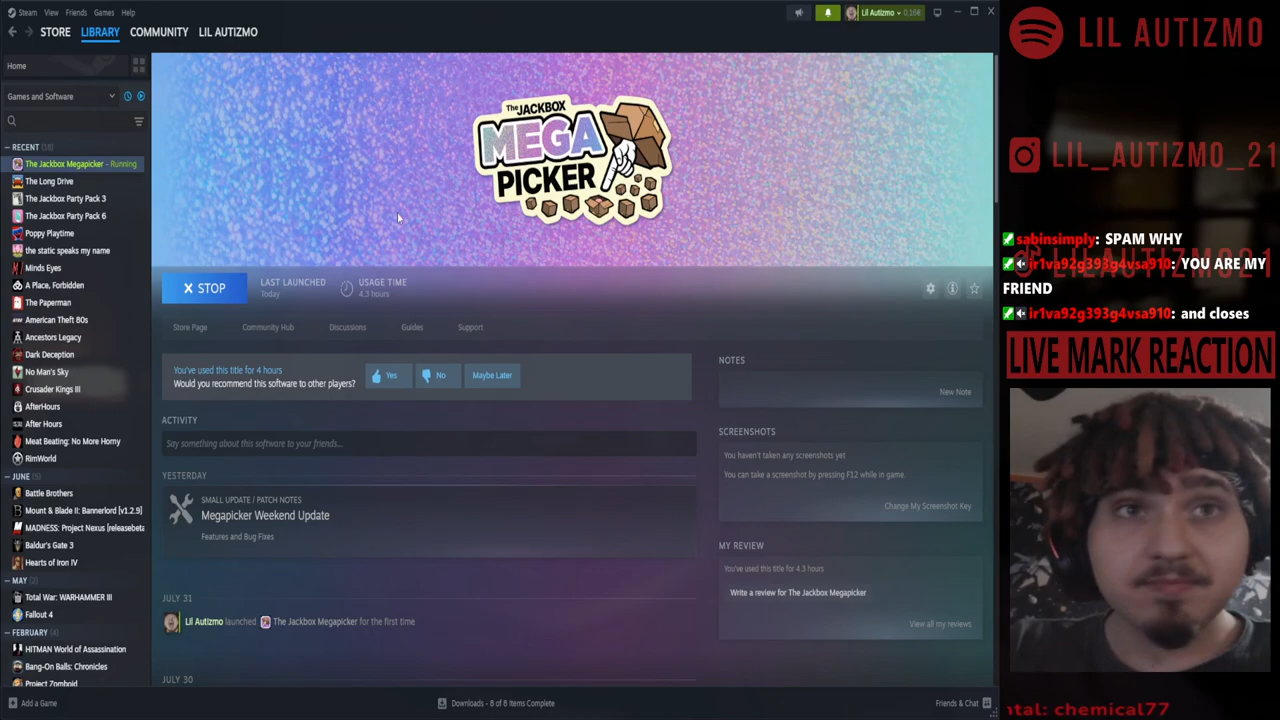 Steam View Friends Games Help
Lil Autizmo 0,16€
STORE LIBRARY COMMUNITY LIL AUTIZMO
Home
Games and Software
RECENT (18)
The Jackbox Megapicker - Running
The Long Drive
The Jackbox Party Pack 3
The Jackbox Party Pack 6
Poppy Playtime
the static speaks my name
Minds Eyes
A Place, Forbidden
The Paperman
American Theft 80s
Ancestors Legacy
Dark Deception
No Man's Sky
Crusader Kings III
AfterHours
After Hours
Meat Beating: No More Horny
RimWorld
JUNE (5)
Battle Brothers
Mount & Blade II: Bannerlord [v1.2.9]
MADNESS: Project Nexus [releasebeta
Baldur's Gate 3
Hearts of Iron IV
MAY (2)
Total War: WARHAMMER III
Fallout 4
FEBRUARY (4)
HITMAN World of Assassination
Bang-On Balls: Chronicles
Project Zomboid
Add a Game
The JACKBOX
MEGA
PICKER
STOP
LAST LAUNCHED
Today
USAGE TIME
4.3 hours
Store Page Community Hub Discussions Guides Support
You've used this title for 4 hours
Would you recommend this software to other players?
Yes No Maybe Later
ACTIVITY
Say something about this software to your friends...
YESTERDAY
SMALL UPDATE / PATCH NOTES
Megapicker Weekend Update
Features and Bug Fixes
JULY 31
Lil Autizmo launched The Jackbox Megapicker for the first time
JULY 30
NOTES
New Note
SCREENSHOTS
You haven't taken any screenshots yet
You can take a screenshot by pressing F12 while in game.
Change My Screenshot Key
MY REVIEW
You've used this title for 4.3 hours
Write a review for The Jackbox Megapicker
View all my reviews
Downloads - 8 of 8 Items Complete
Friends & Chat
LIL AUTIZMO
LIL_AUTIZMO_21
sabinsimply: SPAM WHY
ir1va92g393g4vsa910: YOU ARE MY
FRIEND
ir1va92g393g4vsa910: and closes
LIVE MARK REACTION
ntal: chemical77